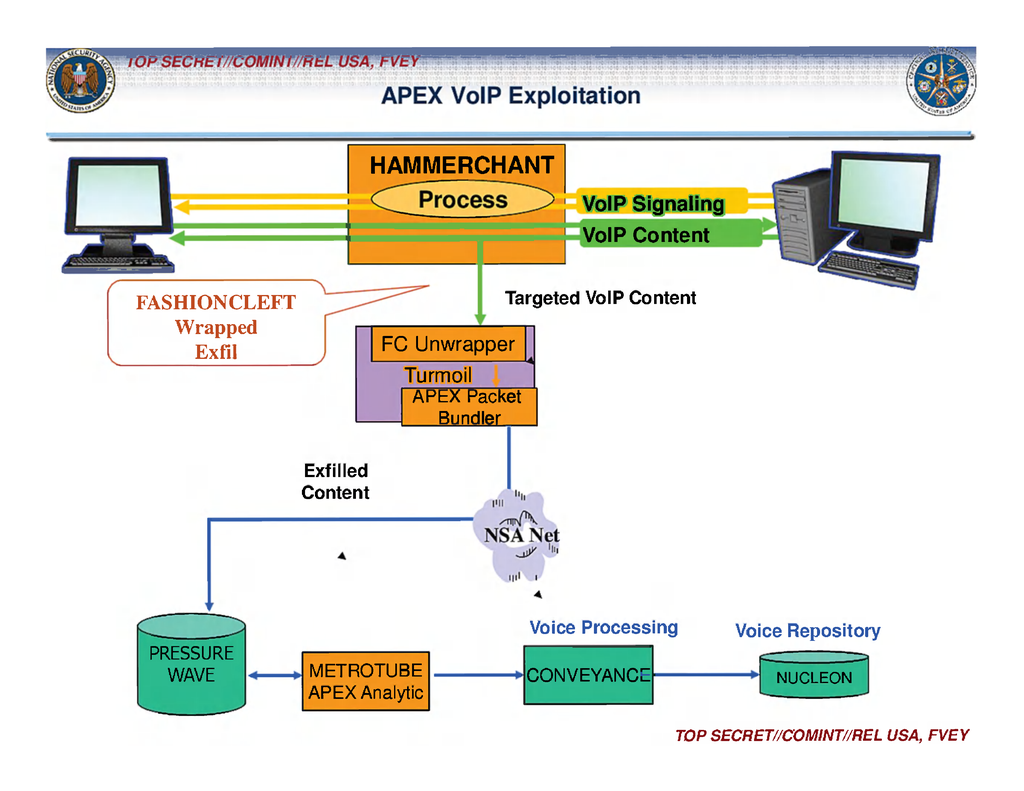 TOP SECRET//COMINT//REL USA, FVEY
APEX VoIP Exploitation
HAMMERCHANT
Process
VoIP Signaling
VoIP Content
Targeted VoIP Content
FASHIONCLEFT
Wrapped
Exfil
FC Unwrapper
Turmoil
APEX Packet
Bundler
Exfilled
Content
NSA Net
Voice Processing
Voice Repository
PRESSURE
WAVE
METROTUBE
APEX Analytic
CONVEYANCE
NUCLEON
TOP SECRET//COMINT//REL USA, FVEY